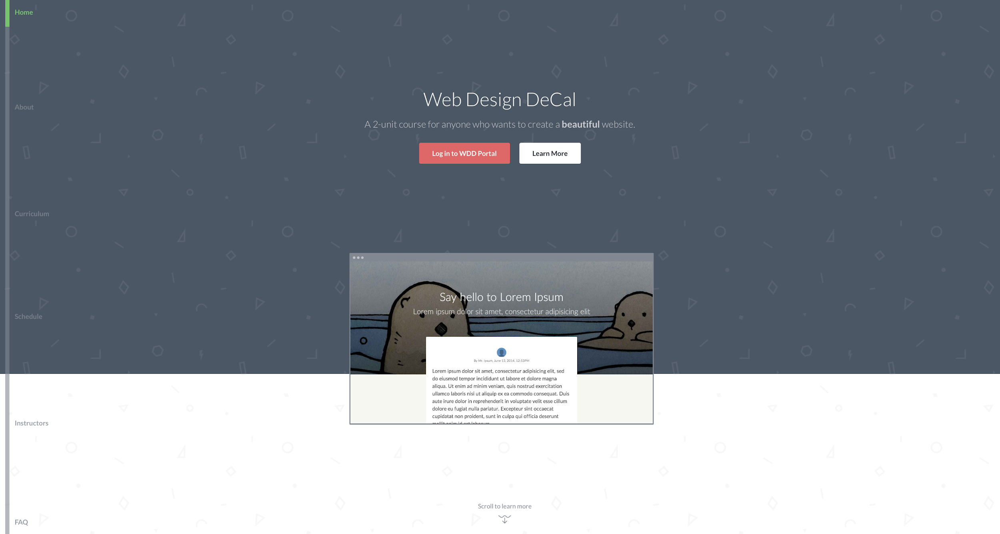 Home
About
Curriculum
Schedule
Instructors
FAQ
Web Design DeCal
A 2-unit course for anyone who wants to create a beautiful website.
Log in to WDD Portal
Learn More
Say hello to Lorem Ipsum
Lorem ipsum dolor sit amet, consectetur adipisicing elit
By Mr. Ipsum, June 13, 2014, 12:53PM
Lorem ipsum dolor sit amet, consectetur adipisicing elit, sed
do eiusmod tempor incididunt ut labore et dolore magna
aliqua. Ut enim ad minim veniam, quis nostrud exercitation
ullamco laboris nisi ut aliquip ex ea commodo consequat. Duis
aute irure dolor in reprehenderit in voluptate velit esse cillum
dolore eu fugiat nulla pariatur. Excepteur sint occaecat
cupidatat non proident, sunt in culpa qui officia deserunt
mollit anim id est laborum.
Scroll to learn more